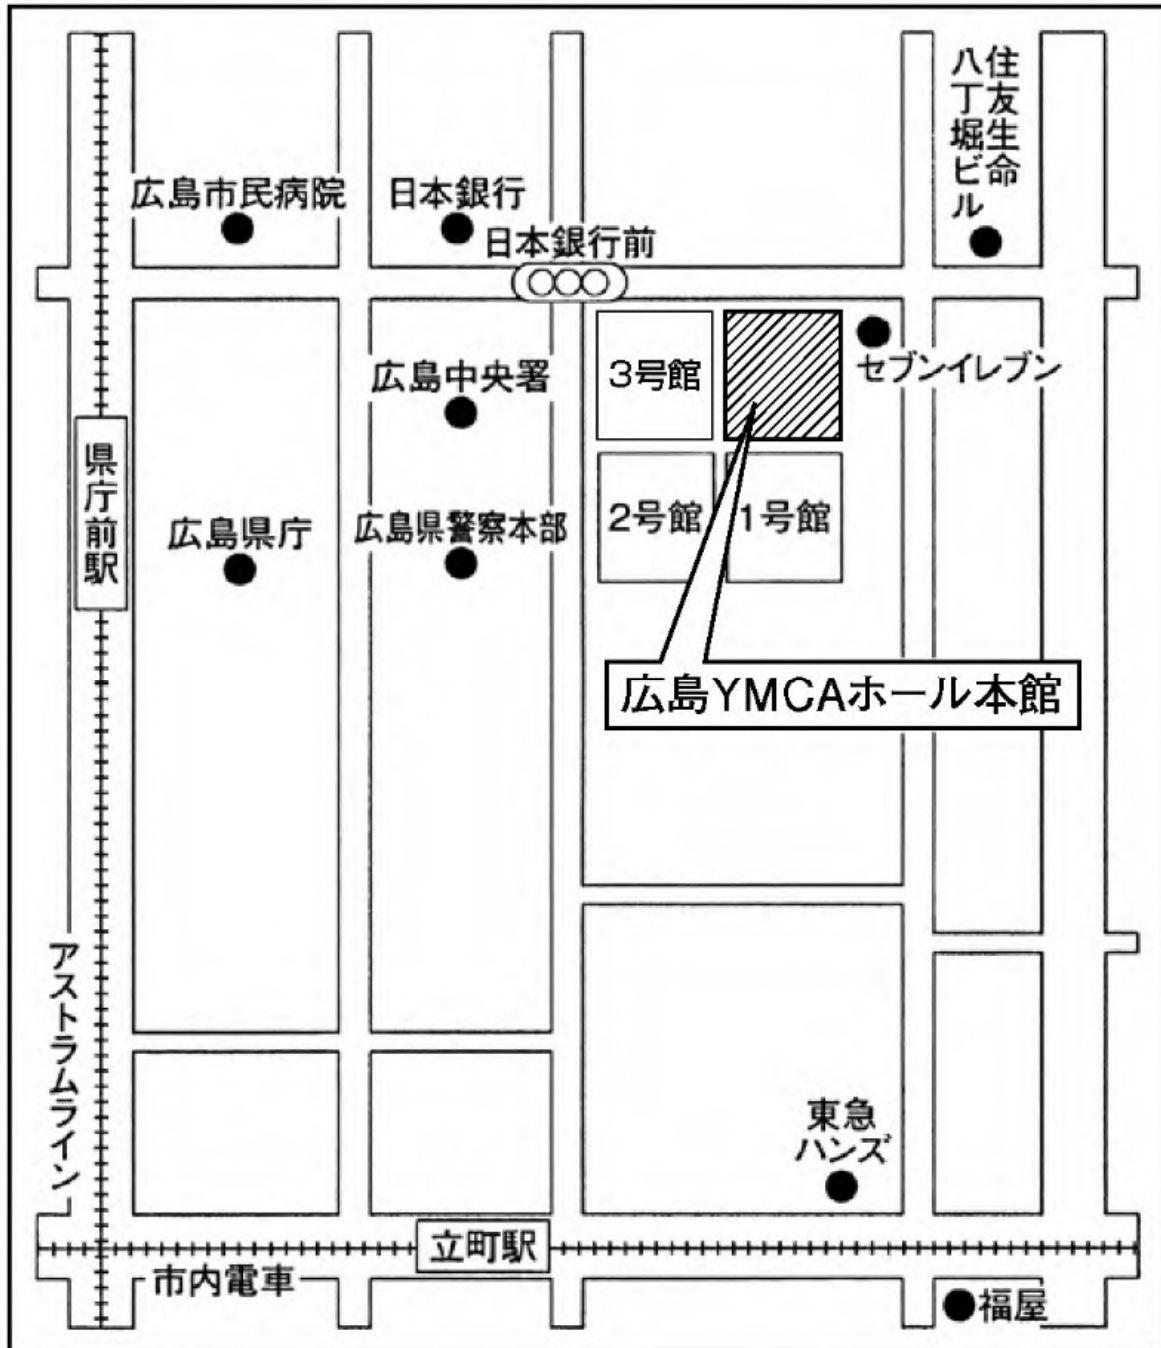 住友生命
八丁堀ビル
広島市民病院
日本銀行
日本銀行前
広島中央署
3号館
セブンイレブン
県庁前駅
広島県庁
広島県警察本部
2号館
1号館
広島YMCAホール本館
アストラムライン
東急
ハンズ
立町駅
市内電車
福屋